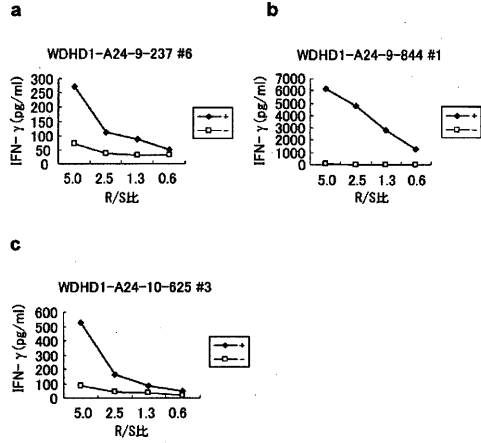 a
WDHD1-A24-9-237 #6
IFN-γ(pg/ml)
300
250
200
150
100
50
0
5.0 2.5 1.3 0.6
R/S比
+
-
b
WDHD1-A24-9-844 #1
IFN-γ(pg/ml)
7000
6000
5000
4000
3000
2000
1000
0
5.0 2.5 1.3 0.6
R/S比
+
-
c
WDHD1-A24-10-625 #3
IFN-γ(pg/ml)
600
500
400
300
200
100
0
5.0 2.5 1.3 0.6
R/S比
+
-